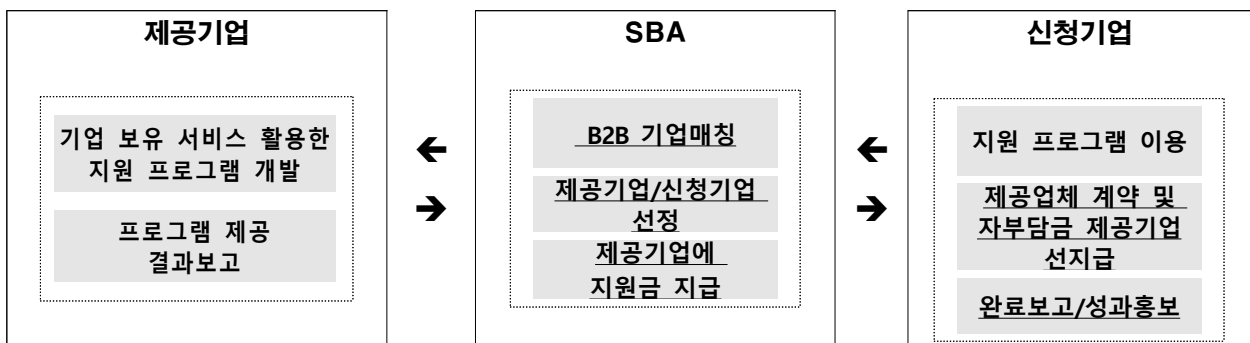 제공기업
기업 보유 서비스 활용한
지원 프로그램 개발
프로그램 제공
결과보고
SBA
B2B 기업매칭
제공기업/신청기업
선정
제공기업에
지원금 지급
신청기업
지원 프로그램 이용
제공업체 계약 및
자부담금 제공기업
선지급
완료보고/성과홍보